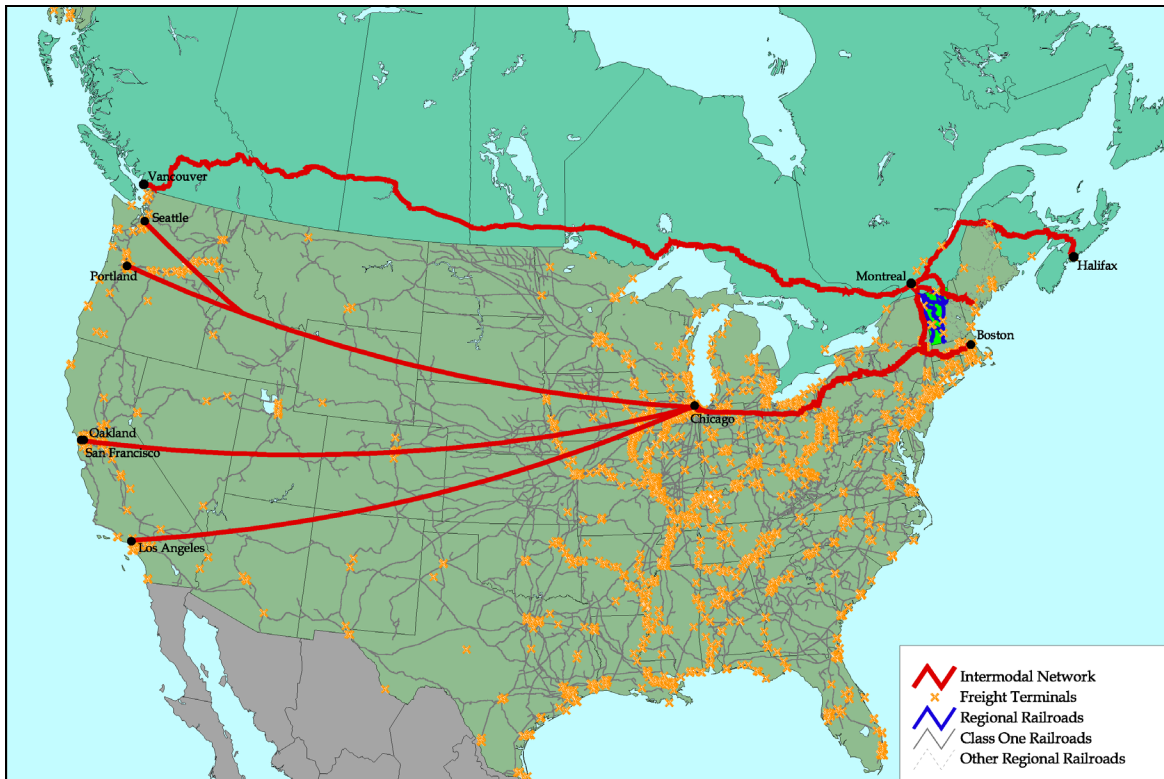 Vancouver
Seattle
Portland
Montreal
Halifax
Boston
Chicago
Oakland
San Francisco
Los Angeles
Intermodal Network
Freight Terminals
Regional Railroads
Class One Railroads
Other Regional Railroads